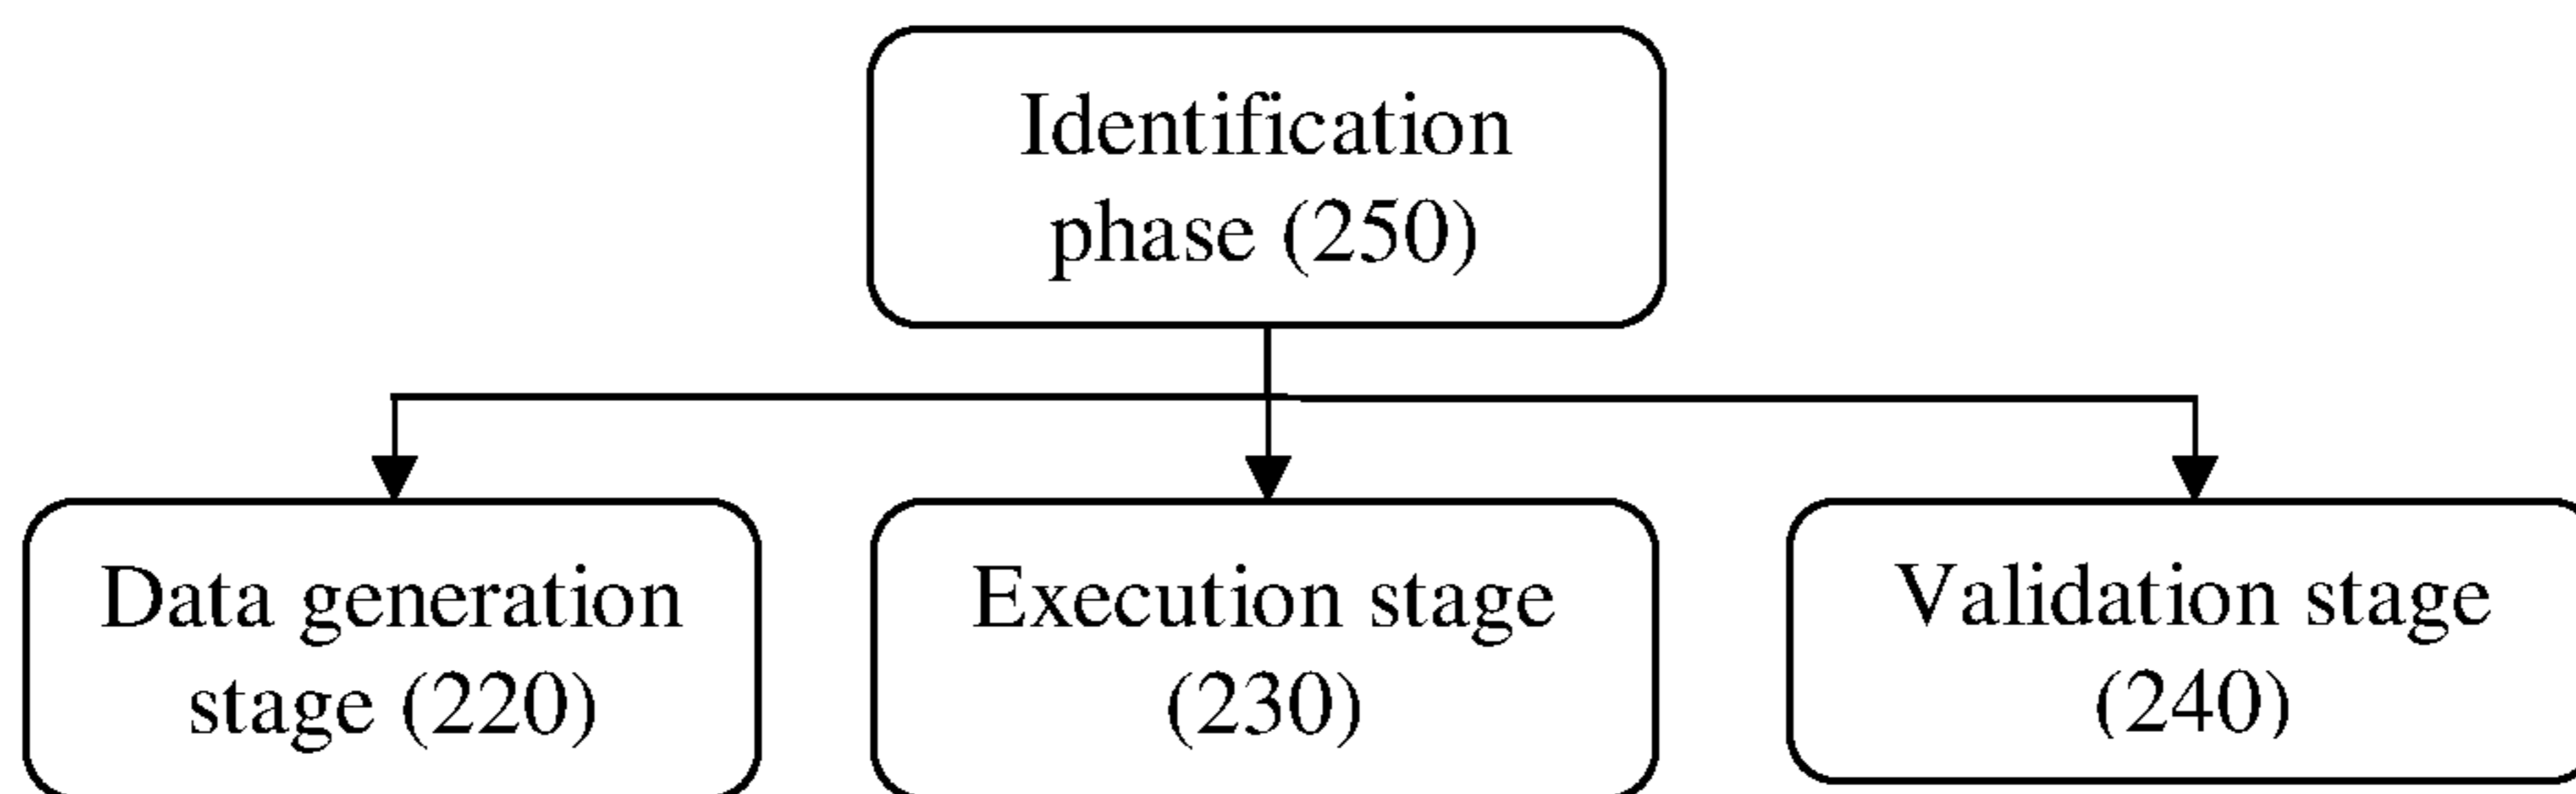 Identification
phase (250)
Data generation
stage (220)
Execution stage
(230)
Validation stage
(240)